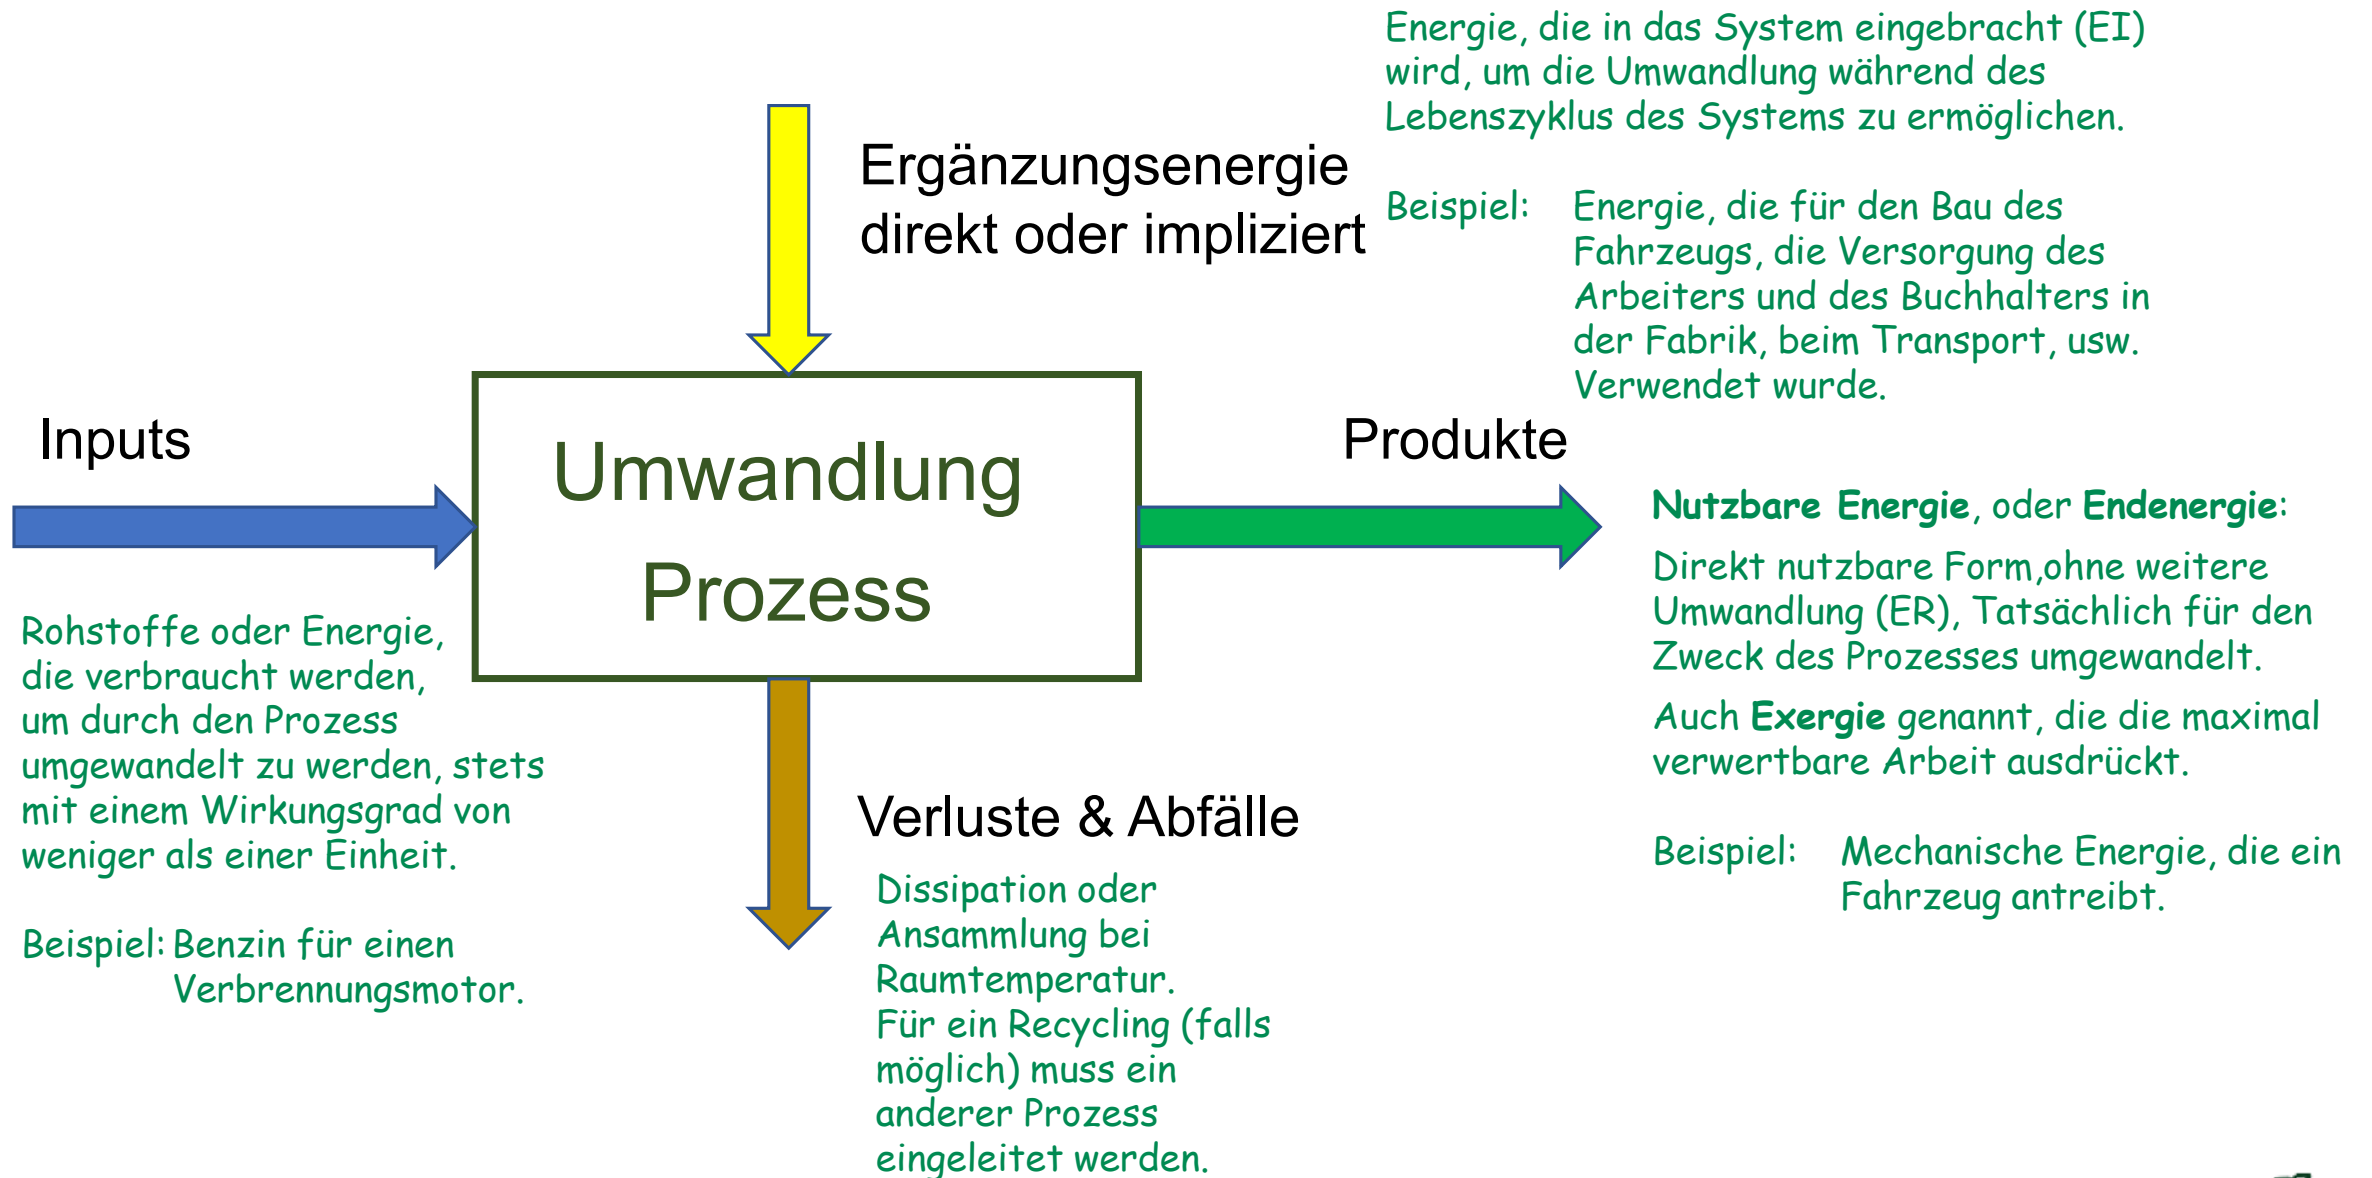 Energie, die in das System eingebracht (EI)
wird, um die Umwandlung während des
Lebenszyklus des Systems zu ermöglichen.
Ergänzungsenergie
direkt oder impliziert
Beispiel: Energie, die für den Bau des
Fahrzeugs, die Versorgung des
Arbeiters und des Buchhalters in
der Fabrik, beim Transport, usw.
Verwendet wurde.
Inputs
Umwandlung
Prozess
Produkte
Rohstoffe oder Energie,
die verbraucht werden,
um durch den Prozess
umgewandelt zu werden, stets
mit einem Wirkungsgrad von
weniger als einer Einheit.
Beispiel: Benzin für einen
Verbrennungsmotor.
Nutzbare Energie, oder Endenergie:
Direkt nutzbare Form,ohne weitere
Umwandlung (ER), Tatsächlich für den
Zweck des Prozesses umgewandelt.
Auch Exergie genannt, die die maximal
verwertbare Arbeit ausdrückt.
Beispiel: Mechanische Energie, die ein
Fahrzeug antreibt.
Verluste & Abfälle
Dissipation oder
Ansammlung bei
Raumtemperatur.
Für ein Recycling (falls
möglich) muss ein
anderer Prozess
eingeleitet werden.